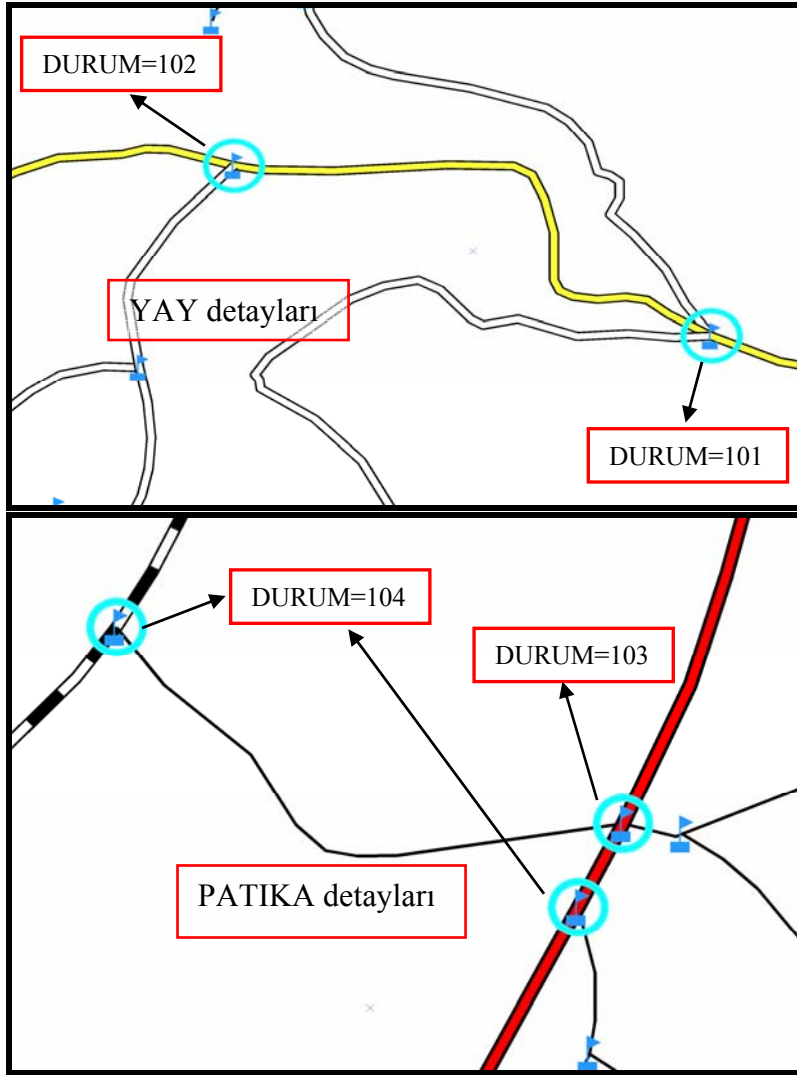 DURUM=102
YAY detayları
DURUM=101
DURUM=104
DURUM=103
PATIKA detayları